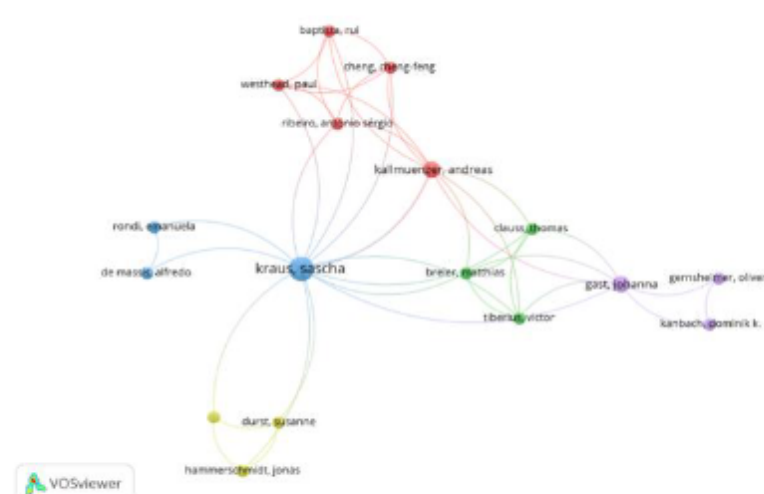 baptista, rui
cheng, cheng-feng
westhead, paul
ribeiro, antonio sérgio
kallmuenzer, andreas
rondi, emanuela
clauss, thomas
de massis, alfredo
kraus, sascha
breier, matthias
gast, johanna
gernsheimer, oliver
tiberius, victor
kanbach, dominik k.
durst, susanne
hammerschmidt, jonas
VOSviewer